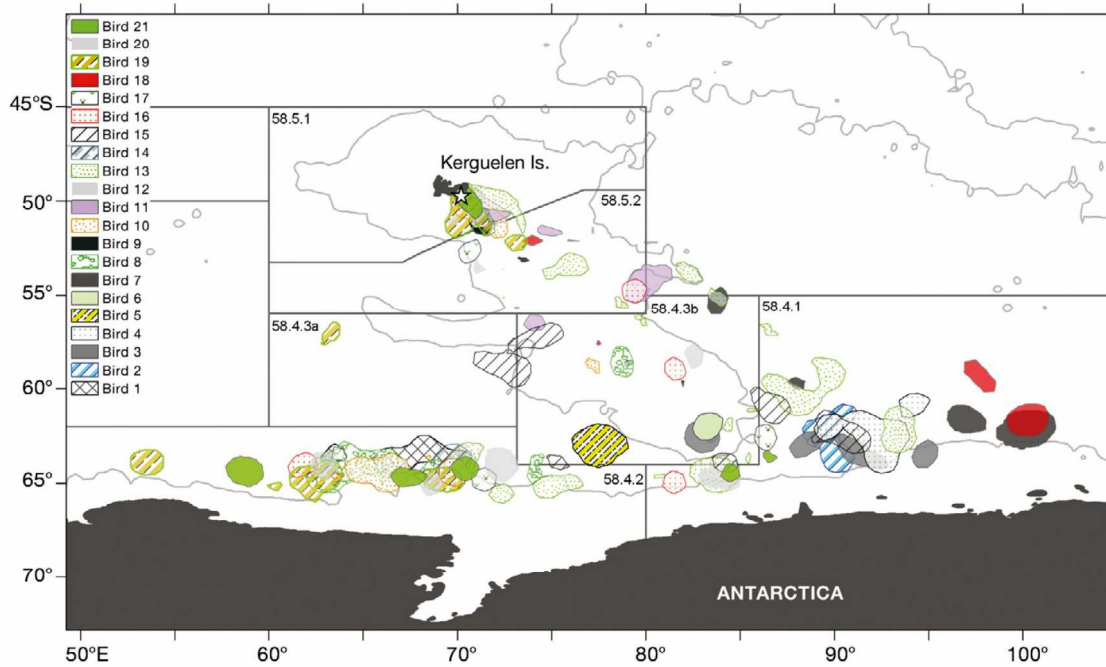 Bird 21
Bird 20
Bird 19
Bird 18
Bird 17
Bird 16
Bird 15
Bird 14
Bird 13
Bird 12
Bird 11
Bird 10
Bird 9
Bird 8
Bird 7
Bird 6
Bird 5
Bird 4
Bird 3
Bird 2
Bird 1
45°S
50°
55°
60°
65°
70°
58.5.1
Kerguelen Is.
58.5.2
58.4.3a
58.4.3b
58.4.1
58.4.2
ANTARCTICA
50°E
60°
70°
80°
90°
100°